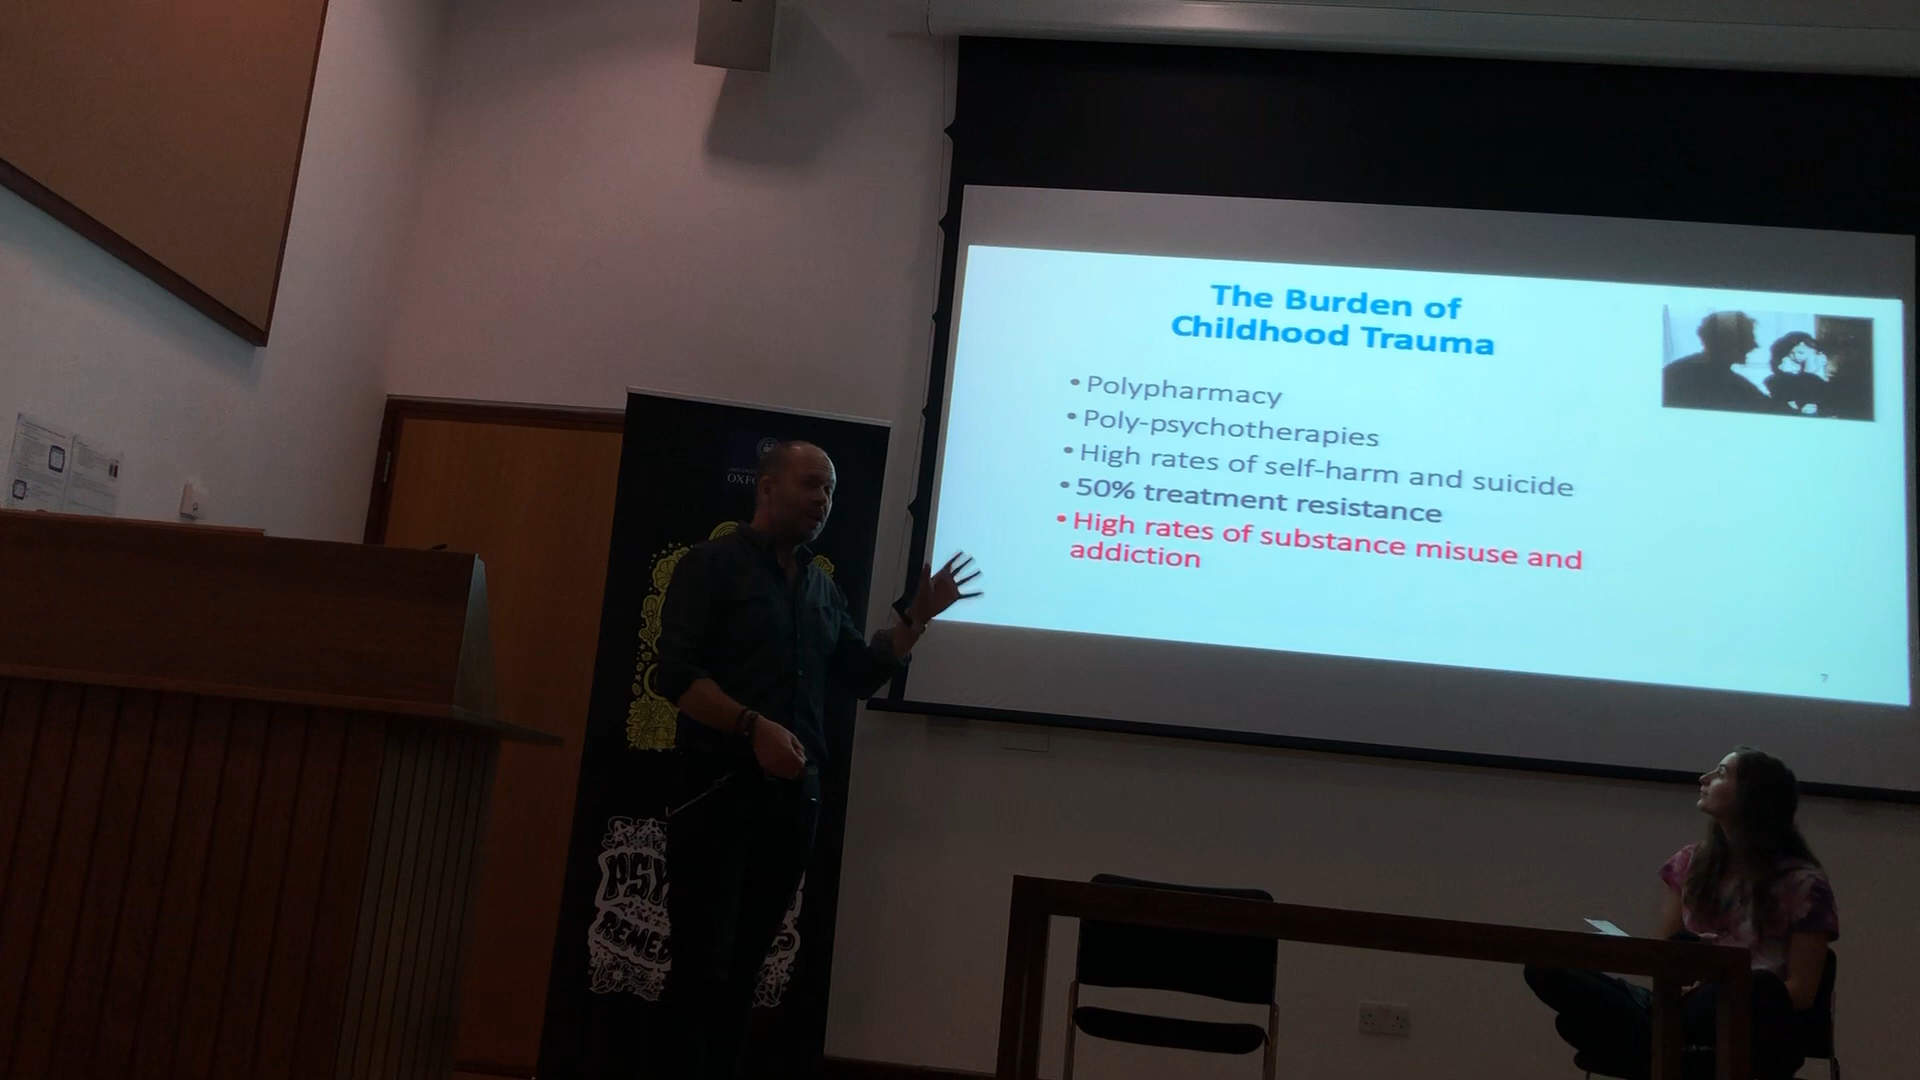 The Burden of
Childhood Trauma
• Polypharmacy
• Poly-psychotherapies
• High rates of self-harm and suicide
• 50% treatment resistance
• High rates of substance misuse and
addiction
7